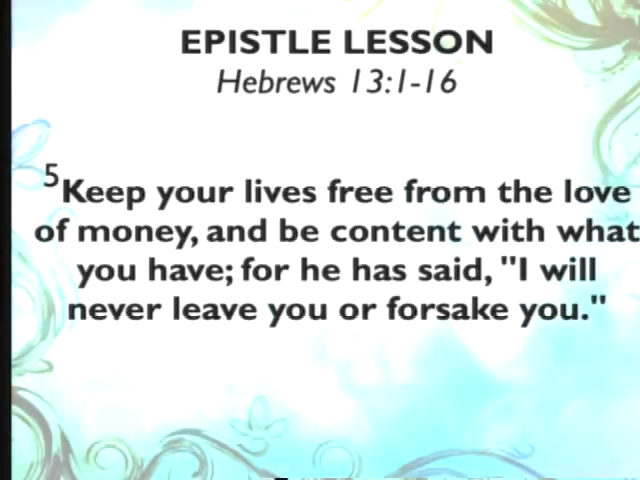 EPISTLE LESSON
Hebrews 13:1-16
5Keep your lives free from the love
of money, and be content with what
you have; for he has said, "I will
never leave you or forsake you."